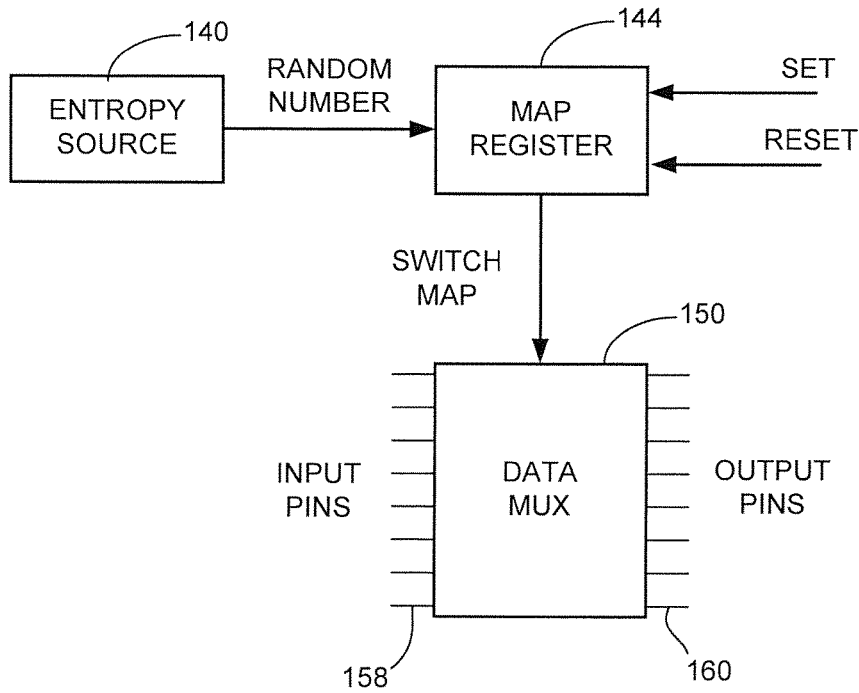 140
144
ENTROPY
SOURCE
RANDOM
NUMBER
MAP
REGISTER
SET
RESET
SWITCH
MAP
150
INPUT
PINS
DATA
MUX
OUTPUT
PINS
158
160